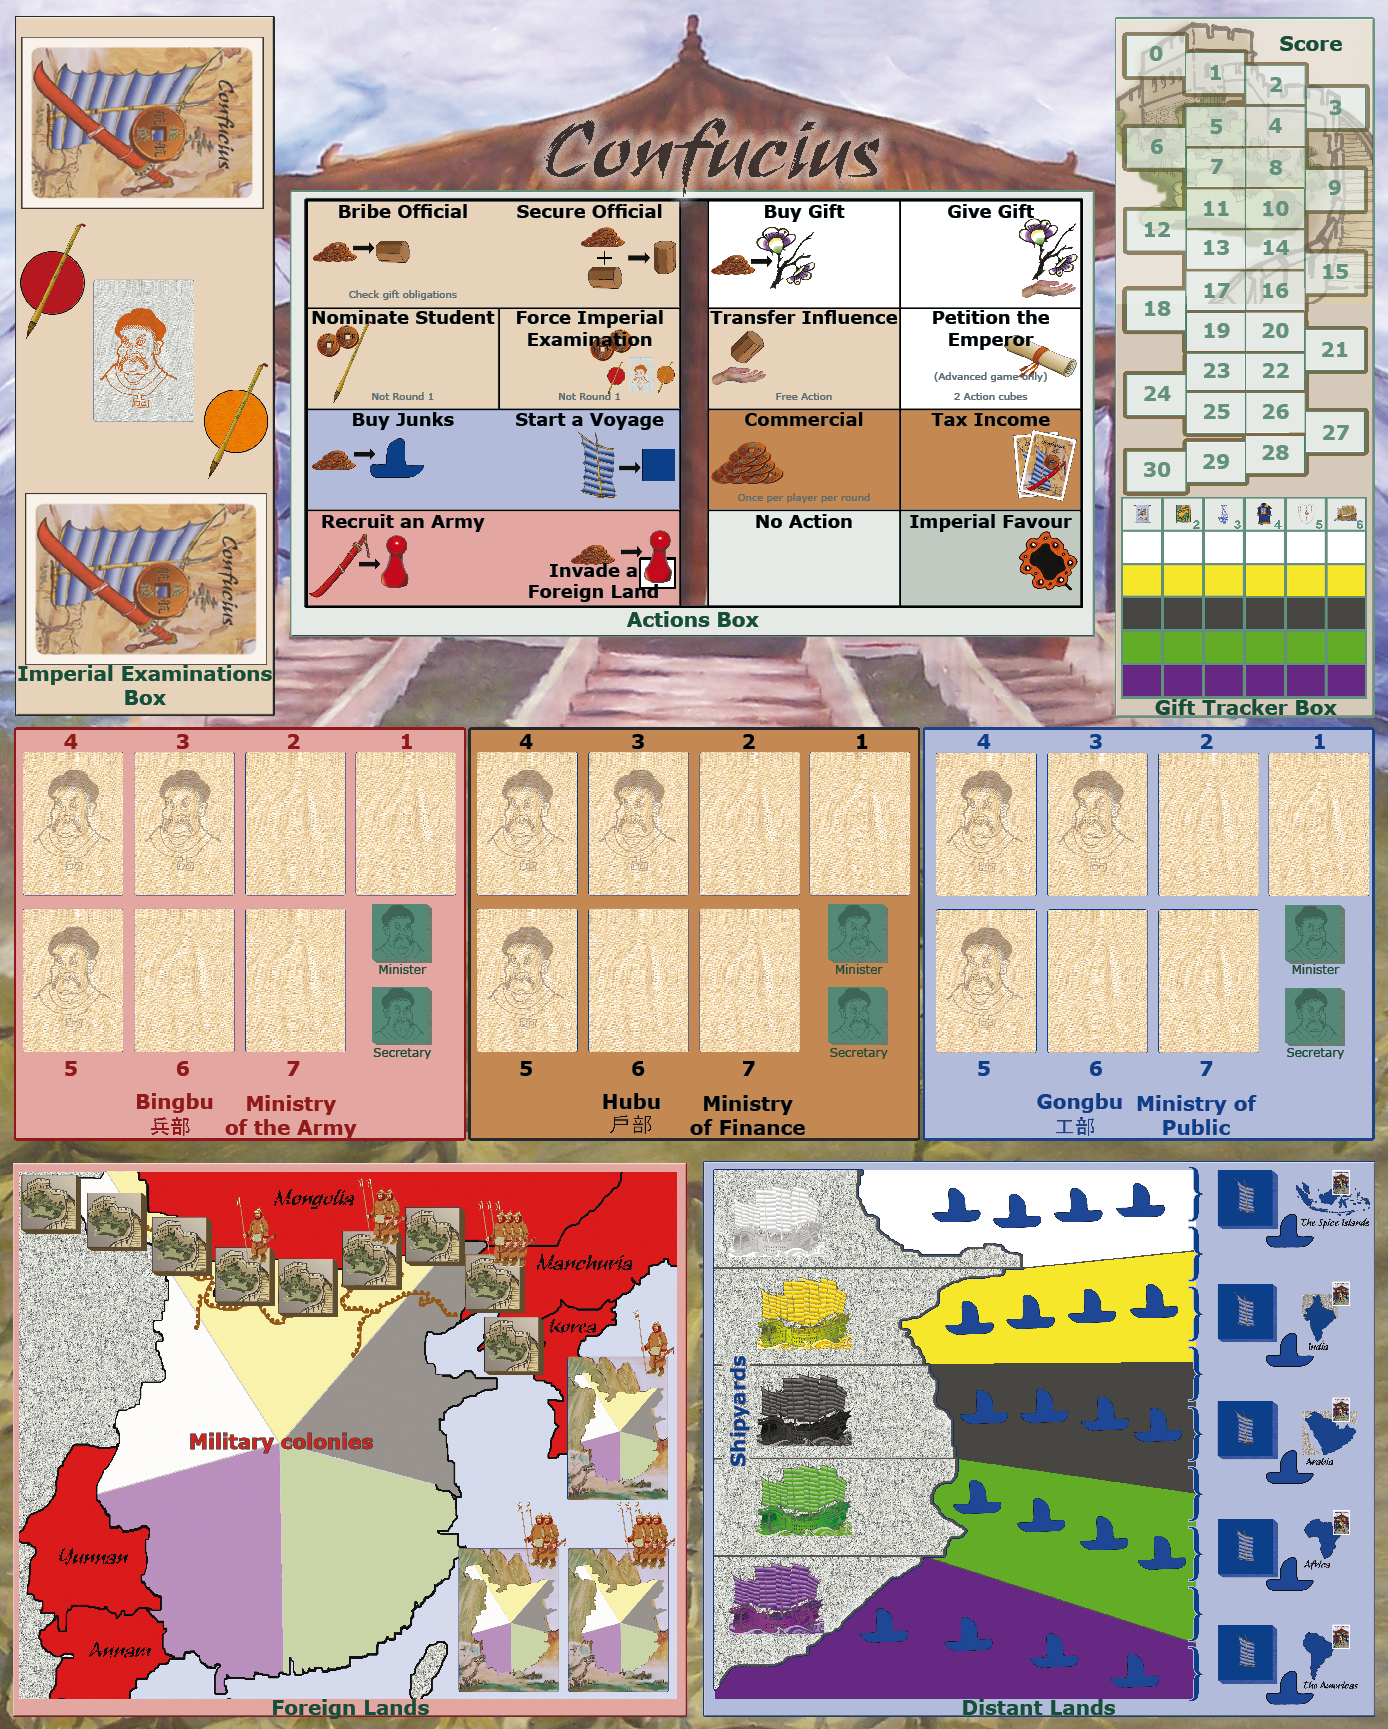 Confucius
Confucius
Imperial Examinations
Box
Confucius
Bribe Official
Check gift obligations
Secure Official
+
Buy Gift
Give Gift
Nominate Student
Not Round 1
Force Imperial
Examination
Not Round 1
Transfer Influence
Free Action
Petition the
Emperor
(Advanced game only)
2 Action cubes
Buy Junks
Start a Voyage
Commercial
Once per player per round
Tax Income
Recruit an Army
Invade a
Foreign Land
No Action
Imperial Favour
Actions Box
Score
0
1
2
3
6
5
4
7
8
9
12
11
10
13
14
15
18
17
16
19
20
21
24
23
22
25
26
27
30
29
28
2
3
4
5
6
Gift Tracker Box
4
3
2
1
Minister
Secretary
5
6
7
Bingbu
兵部
Ministry
of the Army
4
3
2
1
Minister
Secretary
5
6
7
Hubu
戶部
Ministry
of Finance
4
3
2
1
Minister
Secretary
5
6
7
Gongbu
工部
Ministry of
Public
Mongolia
Manchuria
Korea
Military colonies
Yunnan
Annam
Foreign Lands
Shipyards
The Spice Islands
India
Arabia
Africa
The Americas
Distant Lands